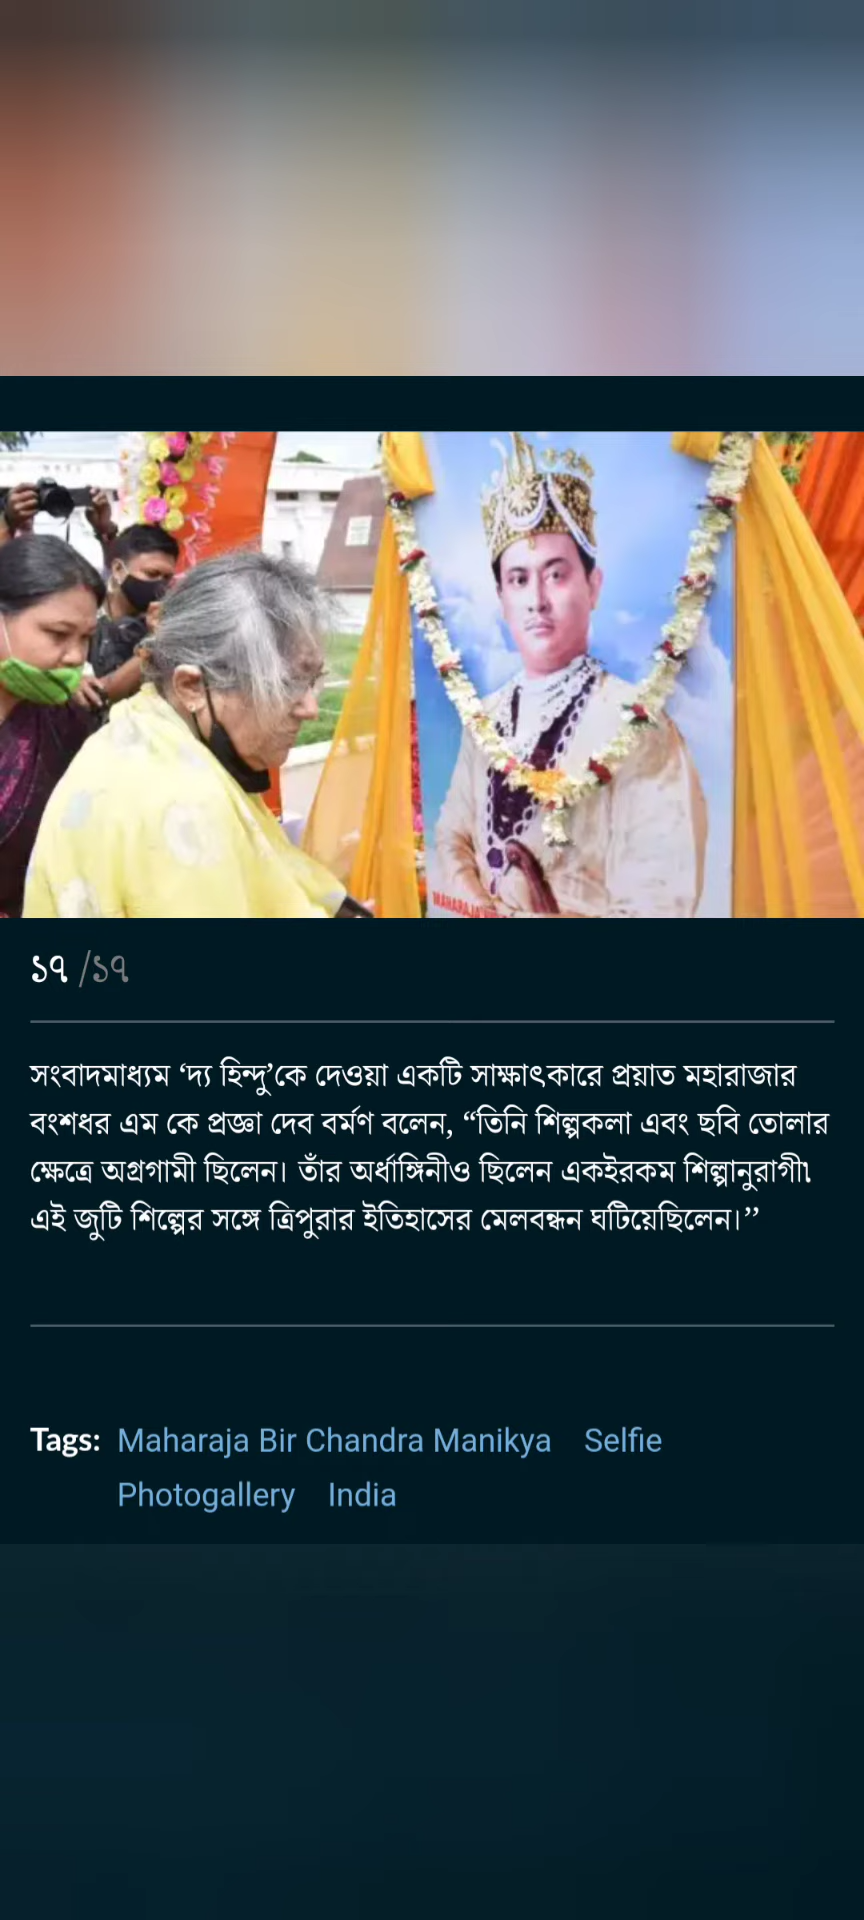 MAHARAJA
১৭ /১৭
সংবাদমাধ্যম ‘দ্য হিন্দু’কে দেওয়া একটি সাক্ষাৎকারে প্রয়াত মহারাজার
বংশধর এম কে প্রজ্ঞা দেব বর্মণ বলেন, “তিনি শিল্পকলা এবং ছবি তোলার
ক্ষেত্রে অগ্রগামী ছিলেন। তাঁর অর্ধাঙ্গিনীও ছিলেন একইরকম শিল্পানুরাগী৷
এই জুটি শিল্পের সঙ্গে ত্রিপুরার ইতিহাসের মেলবন্ধন ঘটিয়েছিলেন।’’
Tags: Maharaja Bir Chandra Manikya Selfie
Photogallery India